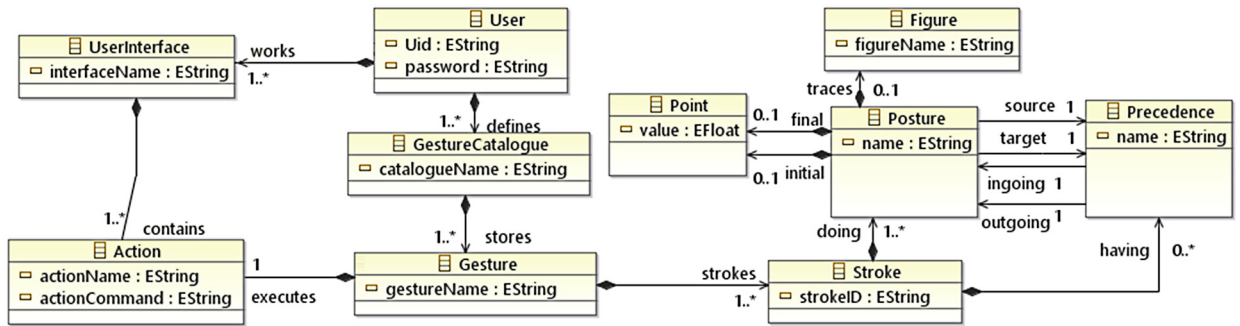 User
Uid : EString
password : EString
Figure
figureName : EString
UserInterface
interfaceName : EString
works
1..*
traces
0..1
Point
value : EFloat
0..1
final
0..1
initial
Posture
name : EString
source 1
target 1
ingoing 1
outgoing 1
Precedence
name : EString
1..*
defines
GestureCatalogue
catalogueName : EString
1..*
contains
1..*
stores
doing
1..*
having
0..*
Action
actionName : EString
actionCommand : EString
1
executes
Gesture
gestureName : EString
strokes
1..*
Stroke
strokeID : EString